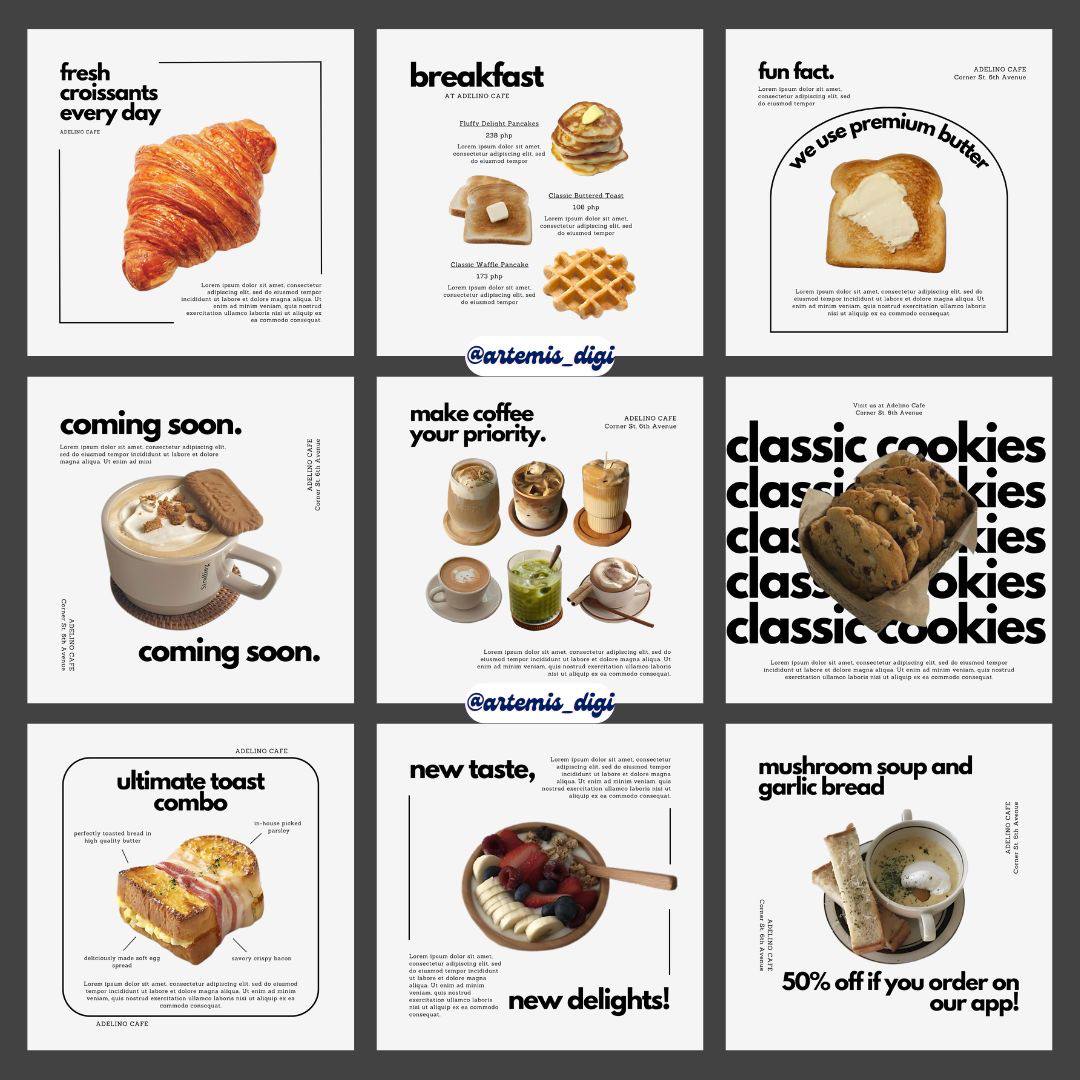 fresh
croissants
every day
ADELINO CAFE
Lorem ipsum dolor sit amet, consectetur
adipiscing elit, sed do eiusmod tempor
incididunt ut labore et dolore magna aliqua. Ut
enim ad minim veniam, quis nostrud
exercitation ullamco laboris nisi ut aliquip ex
ea commodo consequat.
breakfast
AT ADELINO CAFE
Fluffy Delight Pancakes
238 php
Lorem ipsum dolor sit amet,
consectetur adipiscing elit, sed
do eiusmod tempor
Classic Buttered Toast
106 php
Lorem ipsum dolor sit amet,
consectetur adipiscing elit, sed
do eiusmod tempor
Classic Waffle Pancake
173 php
Lorem ipsum dolor sit amet,
consectetur adipiscing elit, sed
do eiusmod tempor
fun fact.
Lorem ipsum dolor sit amet,
consectetur adipiscing elit, sed
do eiusmod tempor
ADELINO CAFE
Corner St. 6th Avenue
we use premium butter
Lorem ipsum dolor sit amet, consectetur adipiscing elit, sed do
eiusmod tempor incididunt ut labore et dolore magna aliqua. Ut
enim ad minim veniam, quis nostrud exercitation ullamco laboris
nisi ut aliquip ex ea commodo consequat.
@artemis_digi
coming soon.
Lorem ipsum dolor sit amet, consectetur adipiscing elit,
sed do eiusmod tempor incididunt ut labore et dolore
magna aliqua. Ut enim ad mini
ADELINO CAFE
Corner St. 6th Avenue
ADELINO CAFE
Corner St. 6th Avenue
coming soon.
make coffee
your priority.
ADELINO CAFE
Corner St. 6th Avenue
Lorem ipsum dolor sit amet, consectetur adipiscing elit, sed do
eiusmod tempor incididunt ut labore et dolore magna aliqua. Ut
enim ad minim veniam, quis nostrud exercitation ullamco laboris
nisi ut aliquip ex ea commodo consequat.
Visit us at Adelino Cafe
Corner St. 6th Avenue
classic cookies
classi kies
clas kies
class kies
classic cookies
Lorem ipsum dolor sit amet, consectetur adipiscing elit, sed do eiusmod tempor
incididunt ut labore et dolore magna aliqua. Ut enim ad minim veniam, quis nostrud
exercitation ullamco laboris nisi ut aliquip ex ea commodo consequat.
@artemis_digi
ADELINO CAFE
ultimate toast
combo
perfectly toasted bread in
high quality butter
in-house picked
parsley
deliciously made soft egg
spread
savory crispy bacon
Lorem ipsum dolor sit amet, consectetur adipiscing elit, sed do eiusmod
tempor incididunt ut labore et dolore magna aliqua. Ut enim ad minim
veniam, quis nostrud exercitation ullamco laboris nisi ut aliquip ex ea
commodo consequat.
ADELINO CAFE
new taste,
Lorem ipsum dolor sit amet, consectetur
adipiscing elit, sed do eiusmod tempor
incididunt ut labore et dolore magna
aliqua. Ut enim ad minim veniam, quis
nostrud exercitation ullamco laboris nisi ut
aliquip ex ea commodo consequat.
Lorem ipsum dolor sit amet,
consectetur adipiscing elit, sed
do eiusmod tempor incididunt
ut labore et dolore magna
aliqua. Ut enim ad minim
veniam, quis nostrud
exercitation ullamco laboris
nisi ut aliquip ex ea commodo
consequat.
new delights!
mushroom soup and
garlic bread
ADELINO CAFE
Corner St. 6th Avenue
ADELINO CAFE
Corner St. 6th Avenue
50% off if you order on
our app!